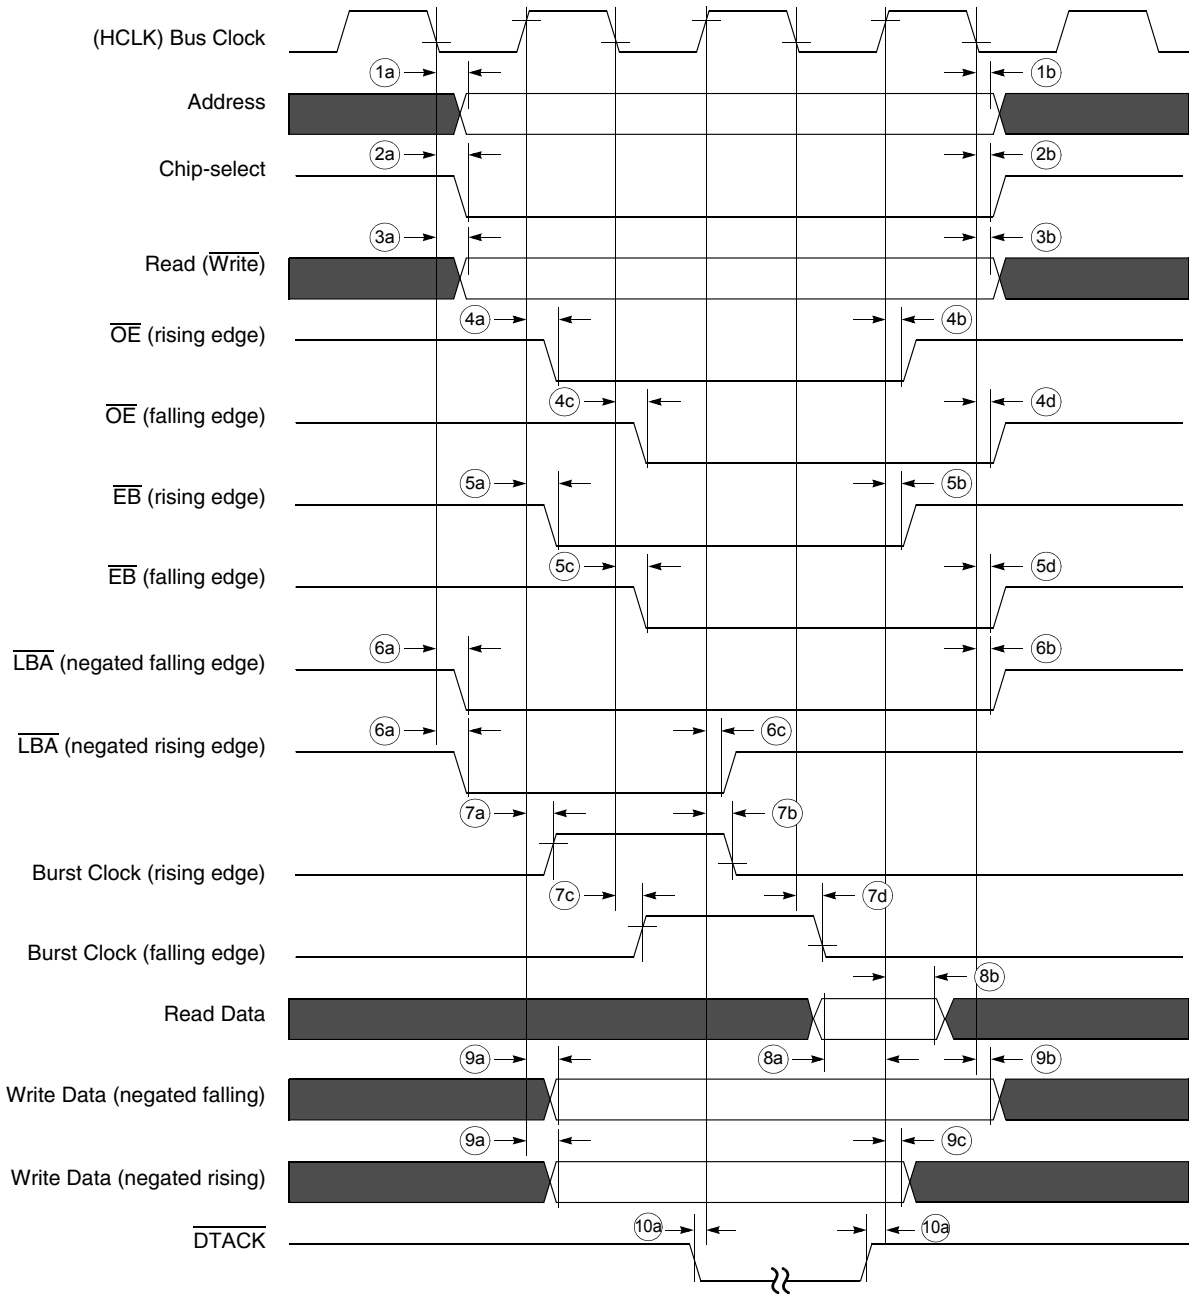 (HCLK) Bus Clock
1a
1b
Address
2a
2b
Chip-select
3a
3b
Read (Write)
4a
4b
OE (rising edge)
4c
4d
OE (falling edge)
5a
5b
EB (rising edge)
5c
5d
EB (falling edge)
6a
6b
LBA (negated falling edge)
6a
6c
LBA (negated rising edge)
7a
7b
Burst Clock (rising edge)
7c
7d
Burst Clock (falling edge)
8b
Read Data
9a
8a
9b
Write Data (negated falling)
9a
9c
Write Data (negated rising)
10a
10a
DTACK